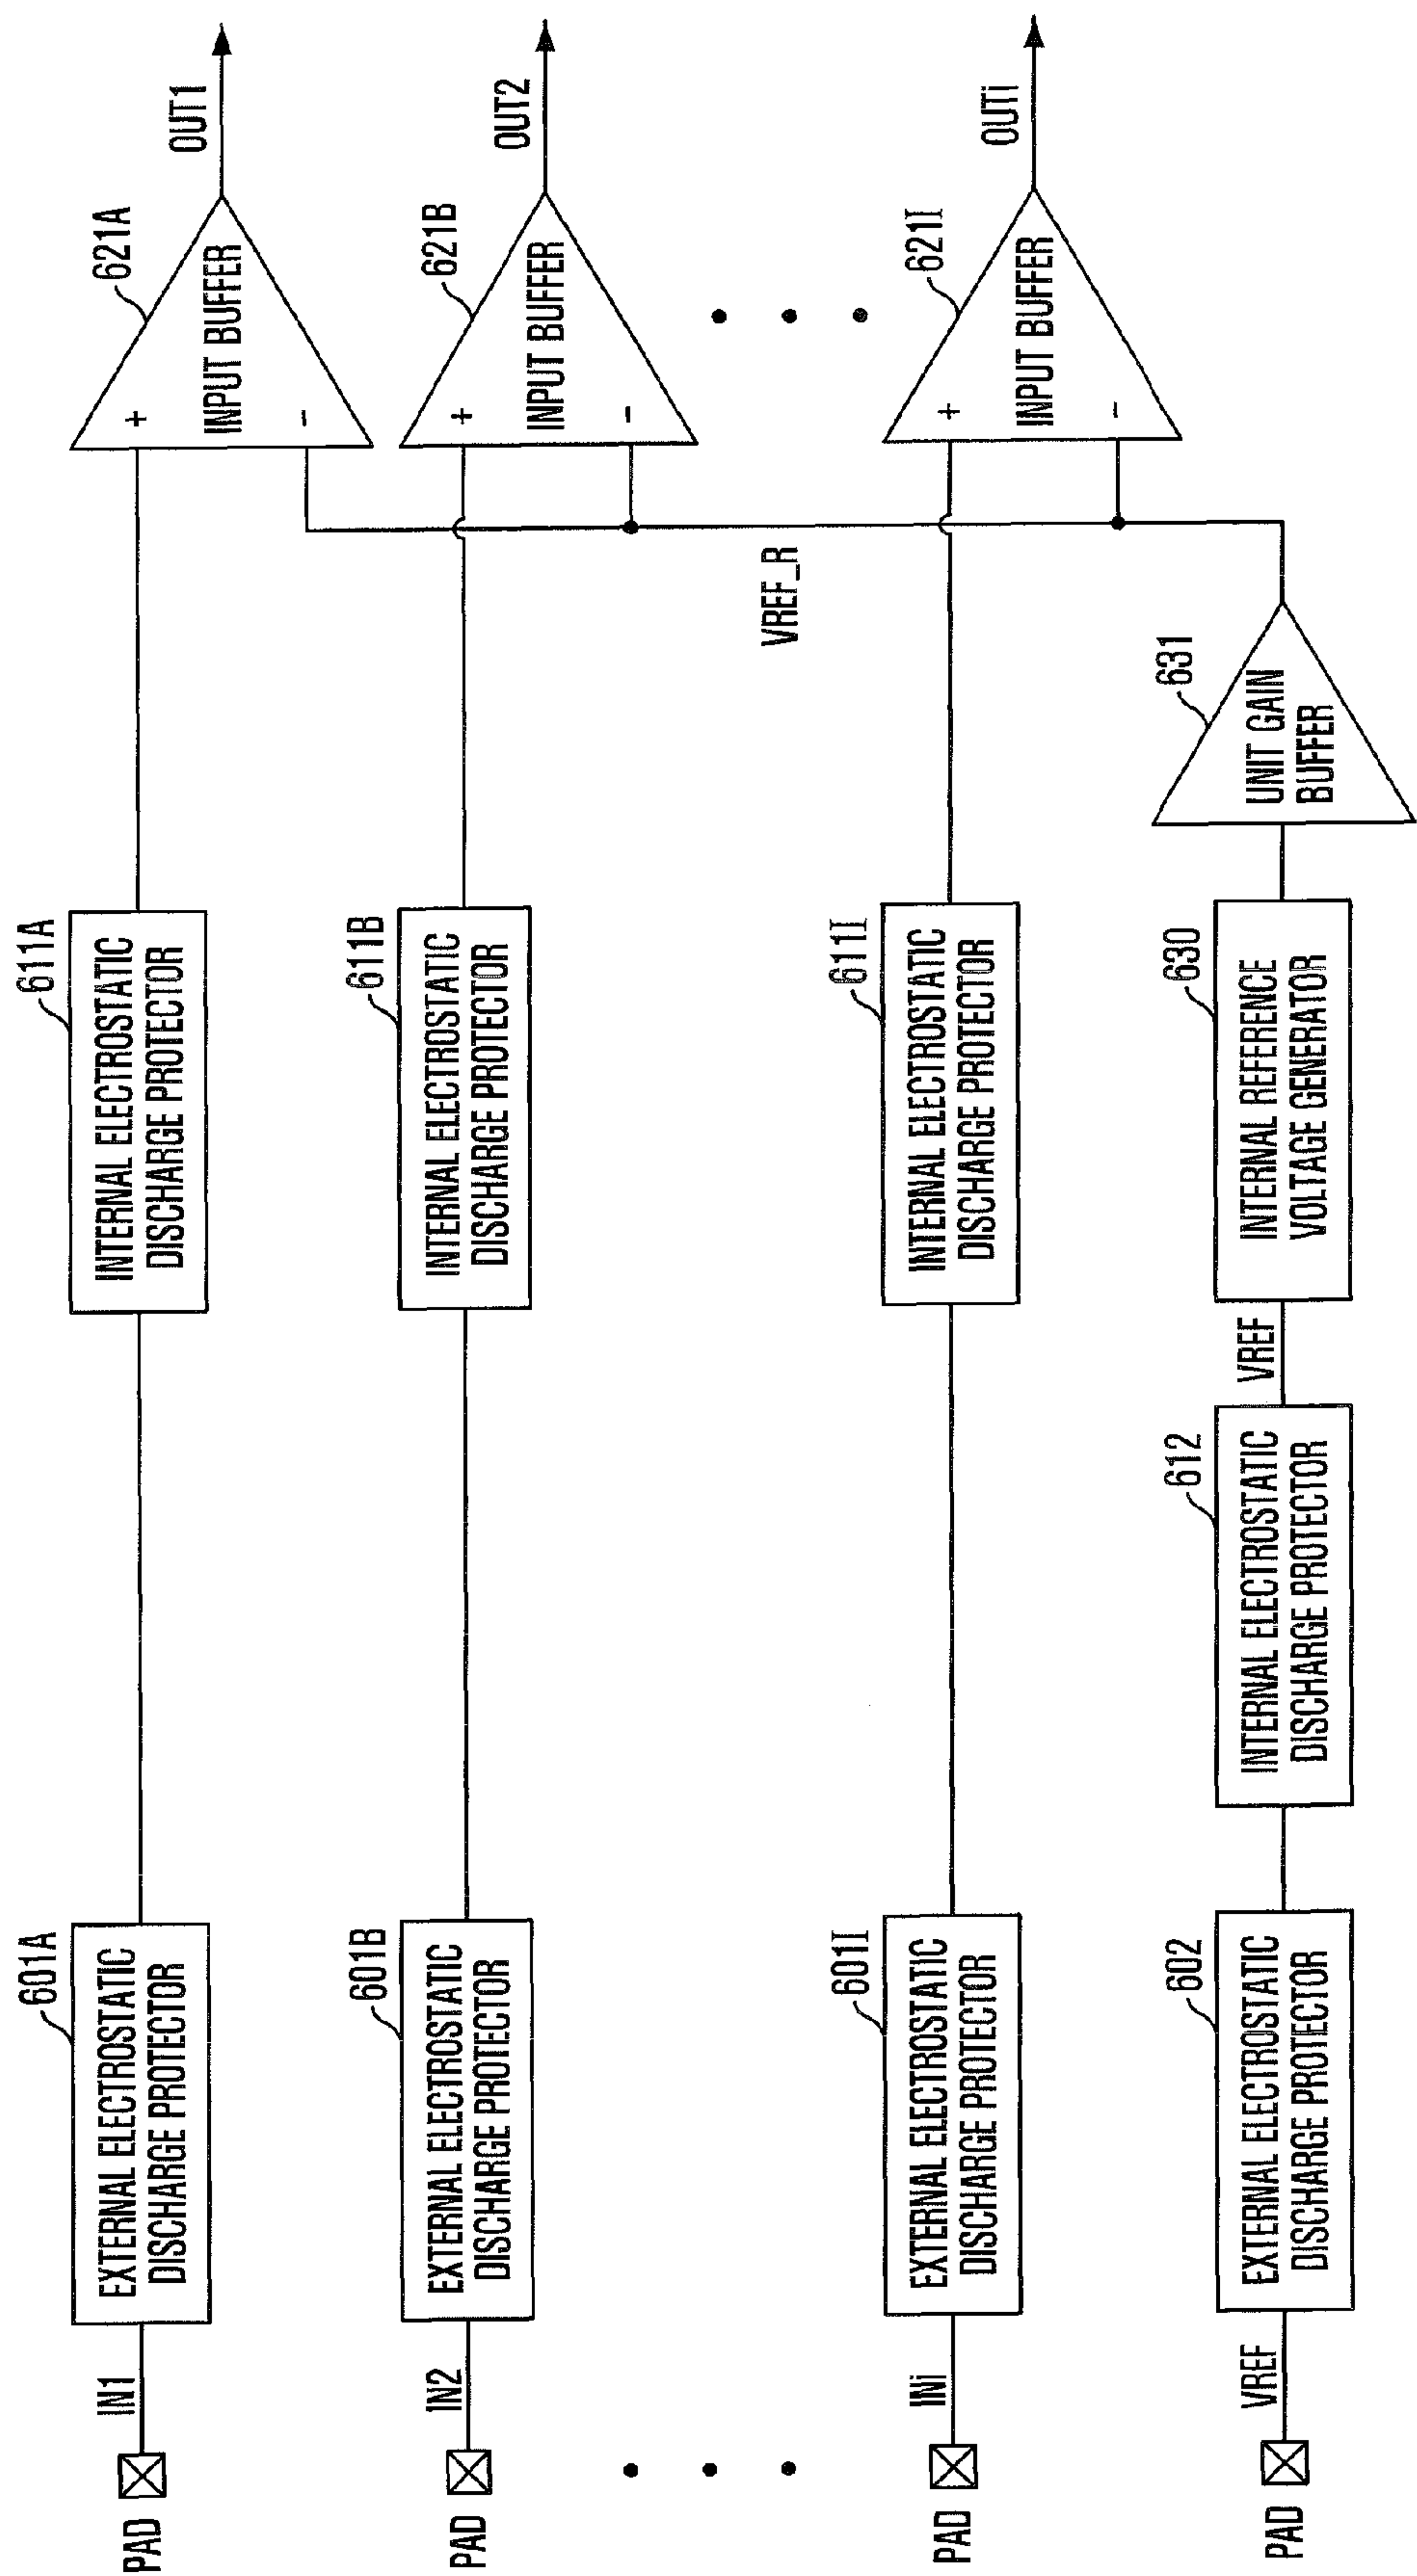 PAD
IN1
601A
EXTERNAL ELECTROSTATIC
DISCHARGE PROTECTOR
611A
INTERNAL ELECTROSTATIC
DISCHARGE PROTECTOR
621A
+
-
INPUT BUFFER
OUT1
PAD
IN2
601B
EXTERNAL ELECTROSTATIC
DISCHARGE PROTECTOR
611B
INTERNAL ELECTROSTATIC
DISCHARGE PROTECTOR
621B
+
-
INPUT BUFFER
OUT2
VREF_R
PAD
INi
601I
EXTERNAL ELECTROSTATIC
DISCHARGE PROTECTOR
611I
INTERNAL ELECTROSTATIC
DISCHARGE PROTECTOR
621I
+
-
INPUT BUFFER
OUTi
PAD
VREF
602
EXTERNAL ELECTROSTATIC
DISCHARGE PROTECTOR
612
INTERNAL ELECTROSTATIC
DISCHARGE PROTECTOR
VREF
630
INTERNAL REFERENCE
VOLTAGE GENERATOR
631
UNIT GAIN
BUFFER